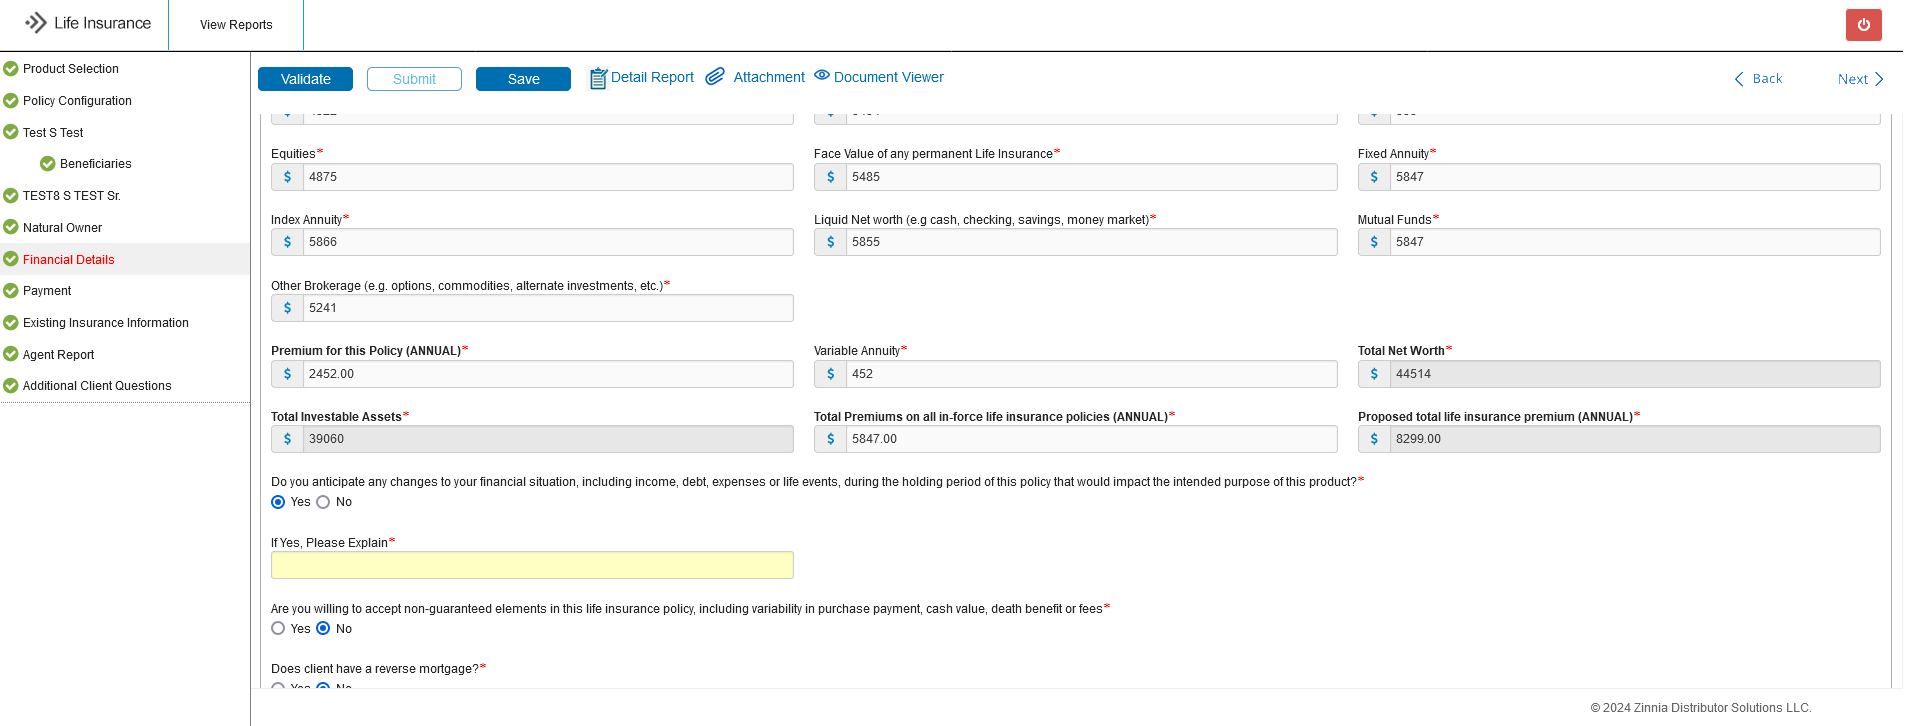 Life Insurance
View Reports
Product Selection
Policy Configuration
Test S Test
Beneficiaries
TEST8 S TEST Sr.
Natural Owner
Financial Details
Payment
Existing Insurance Information
Agent Report
Additional Client Questions
Validate
Submit
Save
Detail Report
Attachment
Document Viewer
Back
Next
Equities*
Face Value of any permanent Life Insurance*
Fixed Annuity*
$ 4875
$ 5485
$ 5847
Index Annuity*
Liquid Net worth (e.g cash, checking, savings, money market)*
Mutual Funds*
$ 5866
$ 5855
$ 5847
Other Brokerage (e.g. options, commodities, alternate investments, etc.)*
$ 5241
Premium for this Policy (ANNUAL)*
Variable Annuity*
Total Net Worth*
$ 2452.00
$ 452
$ 44514
Total Investable Assets*
Total Premiums on all in-force life insurance policies (ANNUAL)*
Proposed total life insurance premium (ANNUAL)*
$ 39060
$ 5847.00
$ 8299.00
Do you anticipate any changes to your financial situation, including income, debt, expenses or life events, during the holding period of this policy that would impact the intended purpose of this product?*
Yes No
If Yes, Please Explain*
Are you willing to accept non-guaranteed elements in this life insurance policy, including variability in purchase payment, cash value, death benefit or fees*
Yes No
Does client have a reverse mortgage?*
Yes No
© 2024 Zinnia Distributor Solutions LLC.